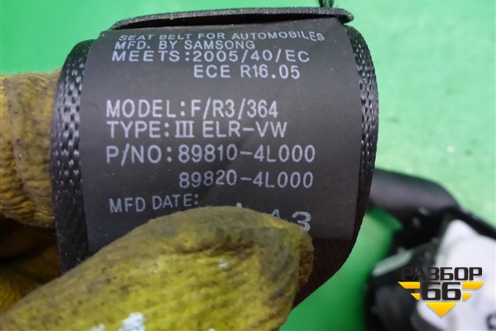 SEAT BELT FOR AUTOMOBILES
MFD. BY SAMSONG
MEETS:2005/40/EC
ECE R16.05
MODEL:F/R3/364
TYPE:III ELR-VW
P/NO:89810-4L000
89820-4L000
MFD DATE:
РАЗБОР
66